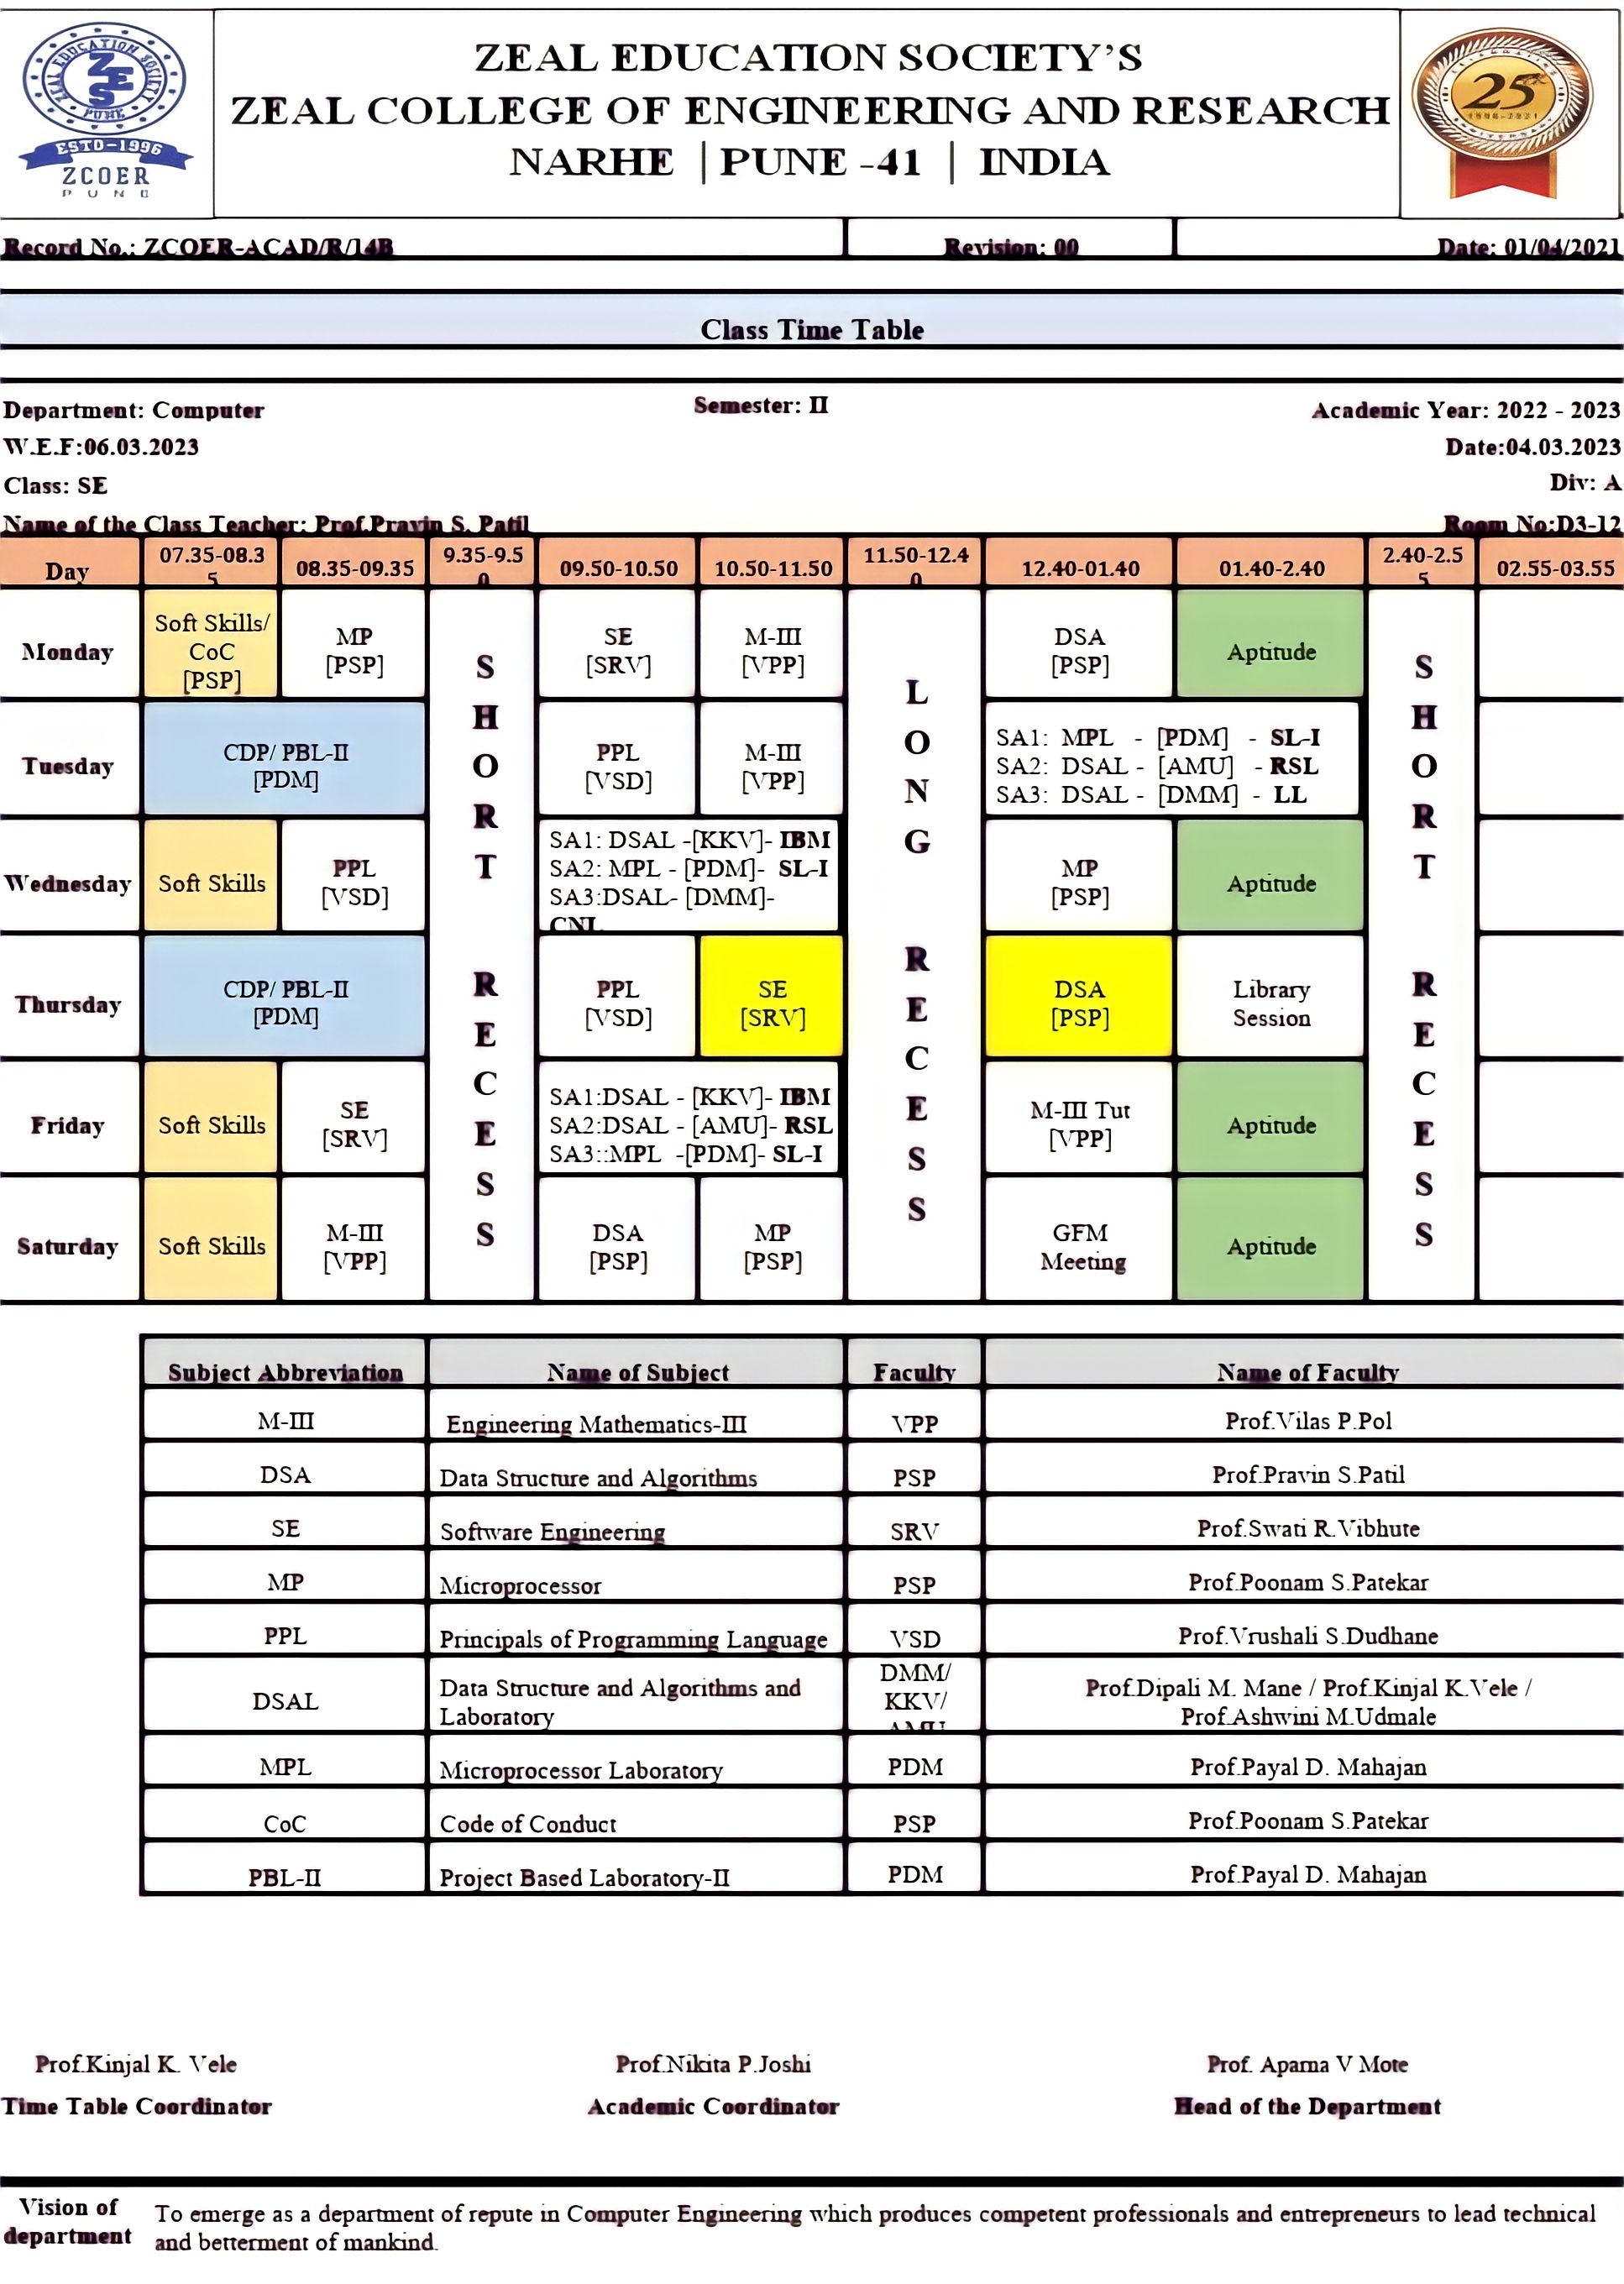 ZEAL EDUCATION SOCIETY
ZES
PUNE
ESTD-1996
ZCOER
PUNE
ZEAL EDUCATION SOCIETY’S
ZEAL COLLEGE OF ENGINEERING AND RESEARCH
NARHE | PUNE -41 | INDIA
25
Record No.: ZCOER-ACAD/R/14B Revision: 00 Date: 01/04/2021
Class Time Table
Department: Computer Semester: II Academic Year: 2022 - 2023
W.E.F:06.03.2023 Date:04.03.2023
Class: SE Div: A
Name of the Class Teacher: Prof.Pravin S. Patil Room No:D3-12
Day 07.35-08.35 08.35-09.35 9.35-9.50 09.50-10.50 10.50-11.50 11.50-12.40 12.40-01.40 01.40-2.40 2.40-2.55 02.55-03.55
SHORT RECESS
LONG RECESS
SHORT RECESS
Monday
Soft Skills/
CoC
[PSP]
MP
[PSP]
SE
[SRV]
M-III
[VPP]
DSA
[PSP]
Aptitude
Tuesday
CDP/ PBL-II
[PDM]
PPL
[VSD]
M-III
[VPP]
SA1: MPL - [PDM] - SL-I
SA2: DSAL - [AMU] - RSL
SA3: DSAL - [DMM] - LL
Wednesday
Soft Skills
PPL
[VSD]
SA1: DSAL -[KKV]- IBM
SA2: MPL - [PDM]- SL-I
SA3:DSAL- [DMM]-
CNL
MP
[PSP]
Aptitude
Thursday
CDP/ PBL-II
[PDM]
PPL
[VSD]
SE
[SRV]
DSA
[PSP]
Library
Session
Friday
Soft Skills
SE
[SRV]
SA1:DSAL - [KKV]- IBM
SA2:DSAL - [AMU]- RSL
SA3::MPL -[PDM]- SL-I
M-III Tut
[VPP]
Aptitude
Saturday
Soft Skills
M-III
[VPP]
DSA
[PSP]
MP
[PSP]
GFM
Meeting
Aptitude
Subject Abbreviation Name of Subject Faculty Name of Faculty
M-III Engineering Mathematics-III VPP Prof.Vilas P.Pol
DSA Data Structure and Algorithms PSP Prof.Pravin S.Patil
SE Software Engineering SRV Prof.Swati R.Vibhute
MP Microprocessor PSP Prof.Poonam S.Patekar
PPL Principals of Programming Language VSD Prof.Vrushali S.Dudhane
DSAL
Data Structure and Algorithms and
Laboratory
DMM/
KKV/
AMU
Prof.Dipali M. Mane / Prof.Kinjal K.Vele /
Prof.Ashwini M.Udmale
MPL Microprocessor Laboratory PDM Prof.Payal D. Mahajan
CoC Code of Conduct PSP Prof.Poonam S.Patekar
PBL-II Project Based Laboratory-II PDM Prof.Payal D. Mahajan
Prof.Kinjal K. Vele Prof.Nikita P.Joshi Prof. Aparna V Mote
Time Table Coordinator Academic Coordinator Head of the Department
Vision of
department
To emerge as a department of repute in Computer Engineering which produces competent professionals and entrepreneurs to lead technical
and betterment of mankind.